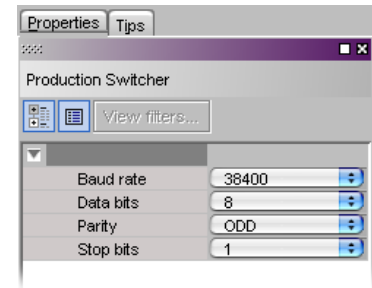 Properties Tips
Production Switcher
View filters...
Baud rate 38400
Data bits 8
Parity ODD
Stop bits 1